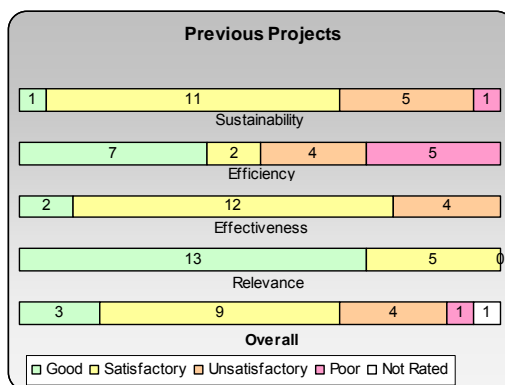 Previous Projects
1 11 5 1
Sustainability
7 2 4 5
Efficiency
2 12 4
Effectiveness
13 5 0
Relevance
3 9 4 1 1
Overall
Good Satisfactory Unsatisfactory Poor Not Rated